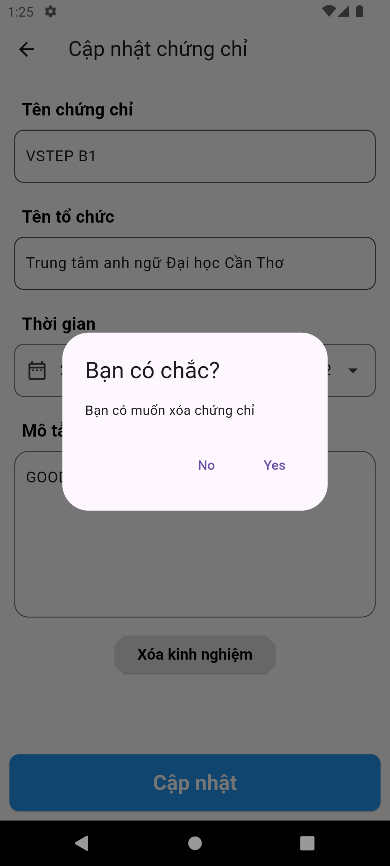 1:25
Cập nhật chứng chỉ
Tên chứng chỉ
VSTEP B1
Tên tổ chức
Trung tâm anh ngữ Đại học Cần Thơ
Thời gian
Bạn có chắc?
Bạn có muốn xóa chứng chỉ
No
Yes
Mô
GOOD
Xóa kinh nghiệm
Cập nhật